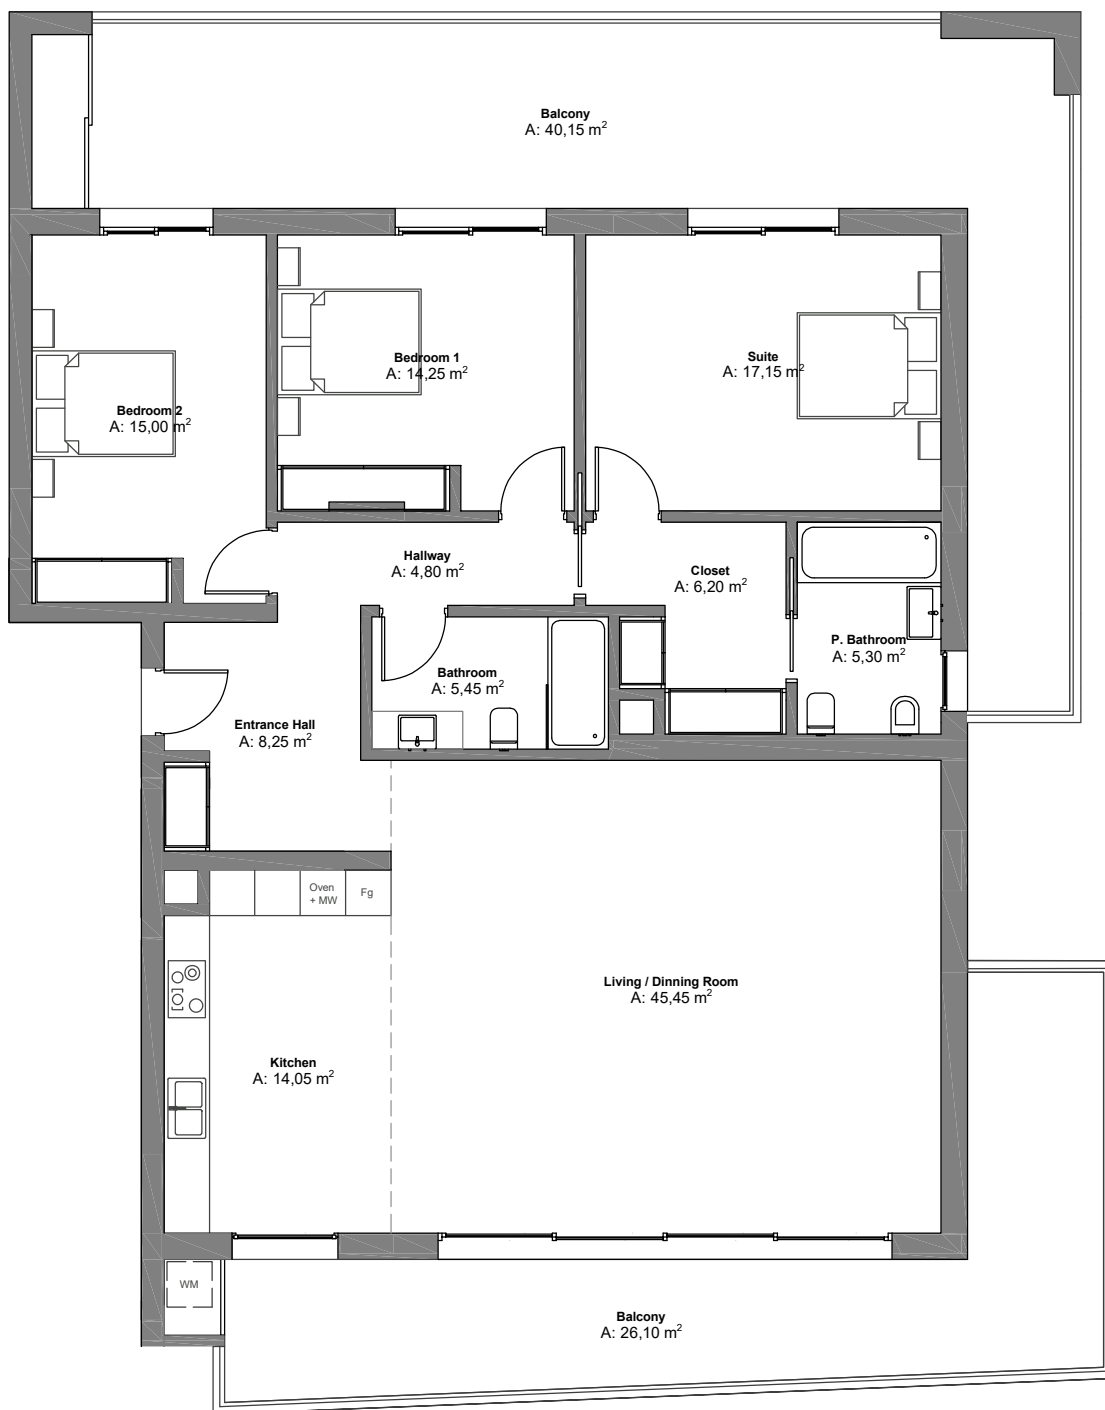 Balcony
A: 40,15 m²
Bedroom 1
A: 14,25 m²
Suite
A: 17,15 m²
Bedroom 2
A: 15,00 m²
Hallway
A: 4,80 m²
Closet
A: 6,20 m²
P. Bathroom
A: 5,30 m²
Bathroom
A: 5,45 m²
Entrance Hall
A: 8,25 m²
Oven
+ MW
Fg
Living / Dinning Room
A: 45,45 m²
Kitchen
A: 14,05 m²
WM
Balcony
A: 26,10 m²